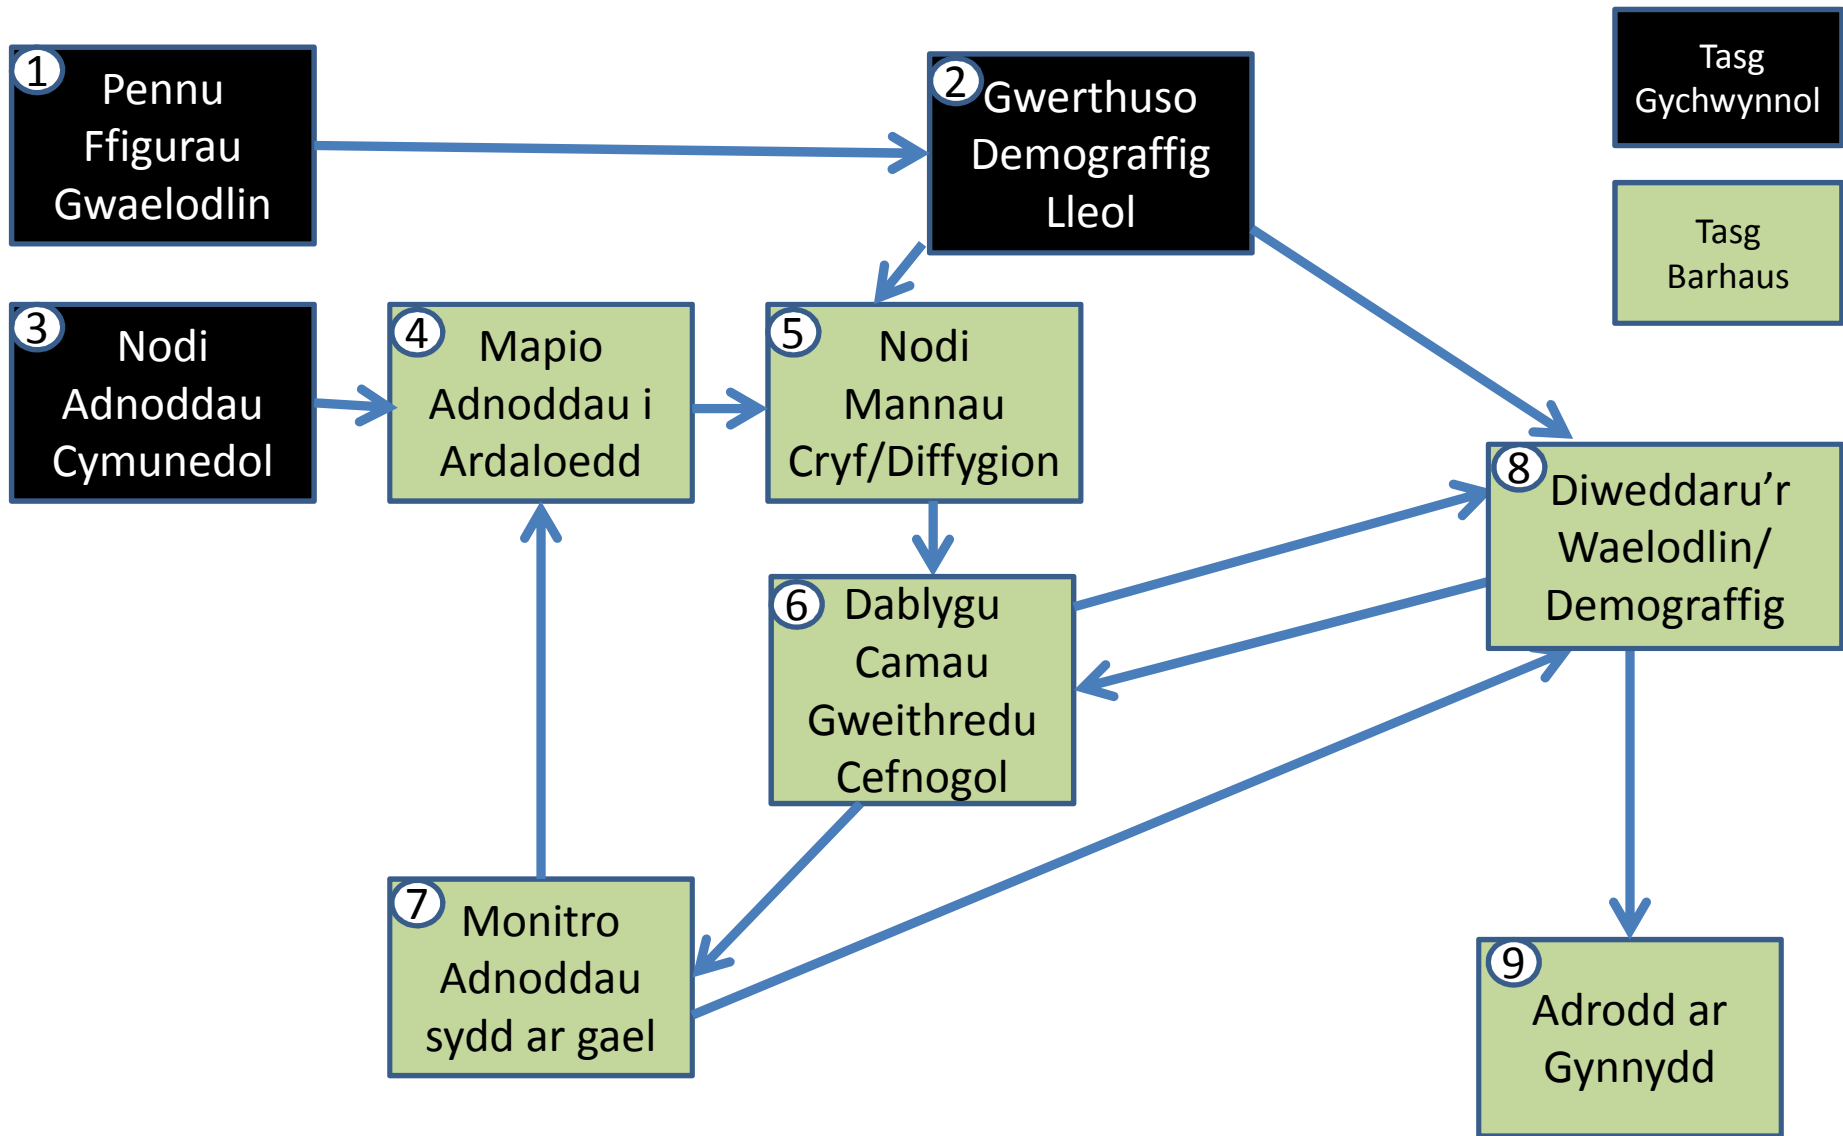 1
Pennu
Ffigurau
Gwaelodlin
2
Gwerthuso
Demograffig
Lleol
Tasg
Gychwynnol
Tasg
Barhaus
3
Nodi
Adnoddau
Cymunedol
4
Mapio
Adnoddau i
Ardaloedd
5
Nodi
Mannau
Cryf/Diffygion
6
Dablygu
Camau
Gweithredu
Cefnogol
7
Monitro
Adnoddau
sydd ar gael
8
Diweddaru’r
Waelodlin/
Demograffig
9
Adrodd ar
Gynnydd